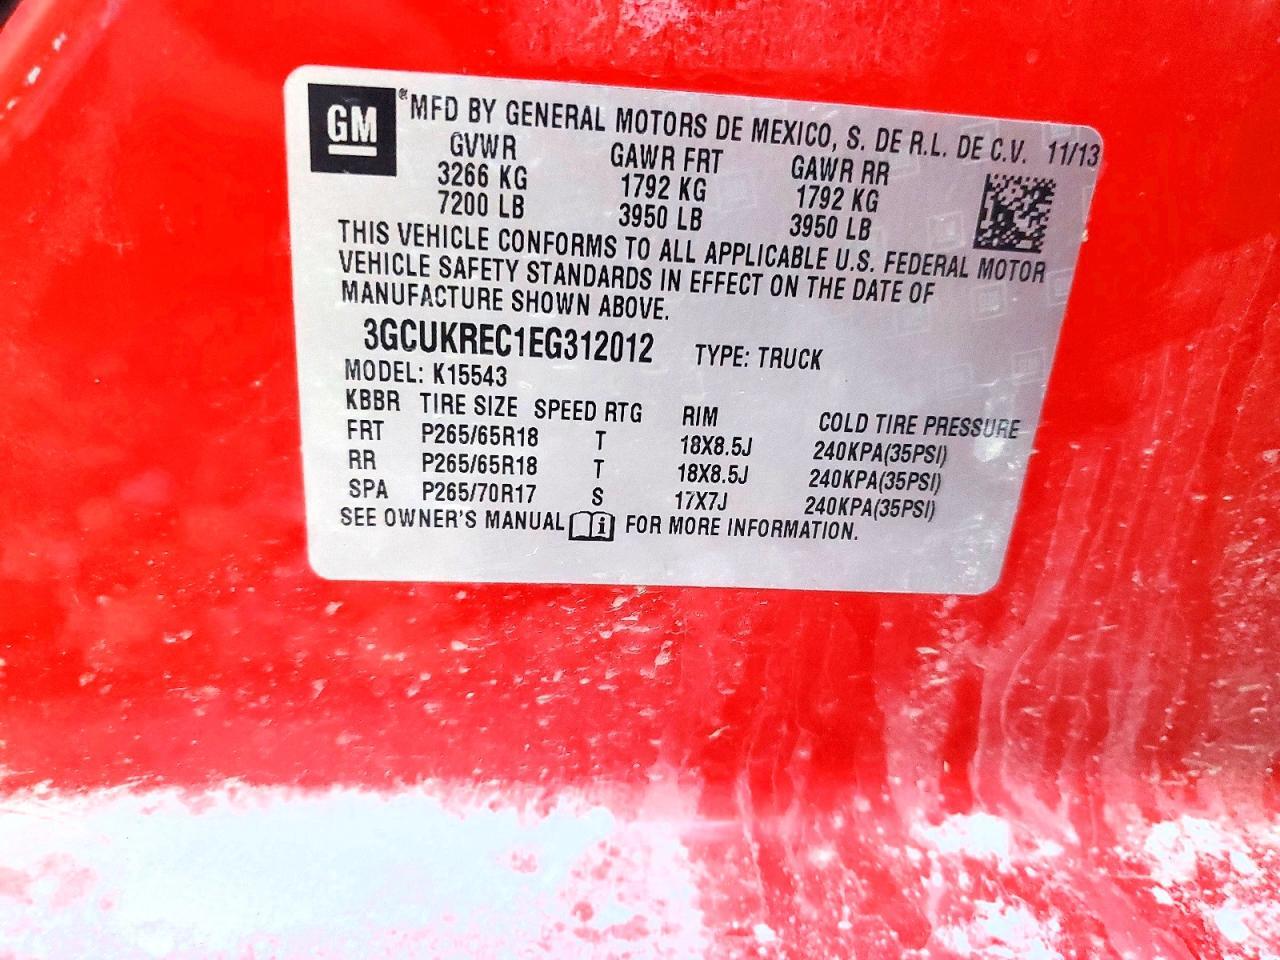 GM ® MFD BY GENERAL MOTORS DE MEXICO, S. DE R.L. DE C.V. 11/13
GVWR GAWR FRT GAWR RR
3266 KG 1792 KG 1792 KG
7200 LB 3950 LB 3950 LB
THIS VEHICLE CONFORMS TO ALL APPLICABLE U.S. FEDERAL MOTOR
VEHICLE SAFETY STANDARDS IN EFFECT ON THE DATE OF
MANUFACTURE SHOWN ABOVE.
3GCUKREC1EG312012 TYPE: TRUCK
MODEL: K15543
KBBR TIRE SIZE SPEED RTG RIM COLD TIRE PRESSURE
FRT P265/65R18 T 18X8.5J 240KPA(35PSI)
RR P265/65R18 T 18X8.5J 240KPA(35PSI)
SPA P265/70R17 S 17X7J 240KPA(35PSI)
SEE OWNER'S MANUAL i FOR MORE INFORMATION.